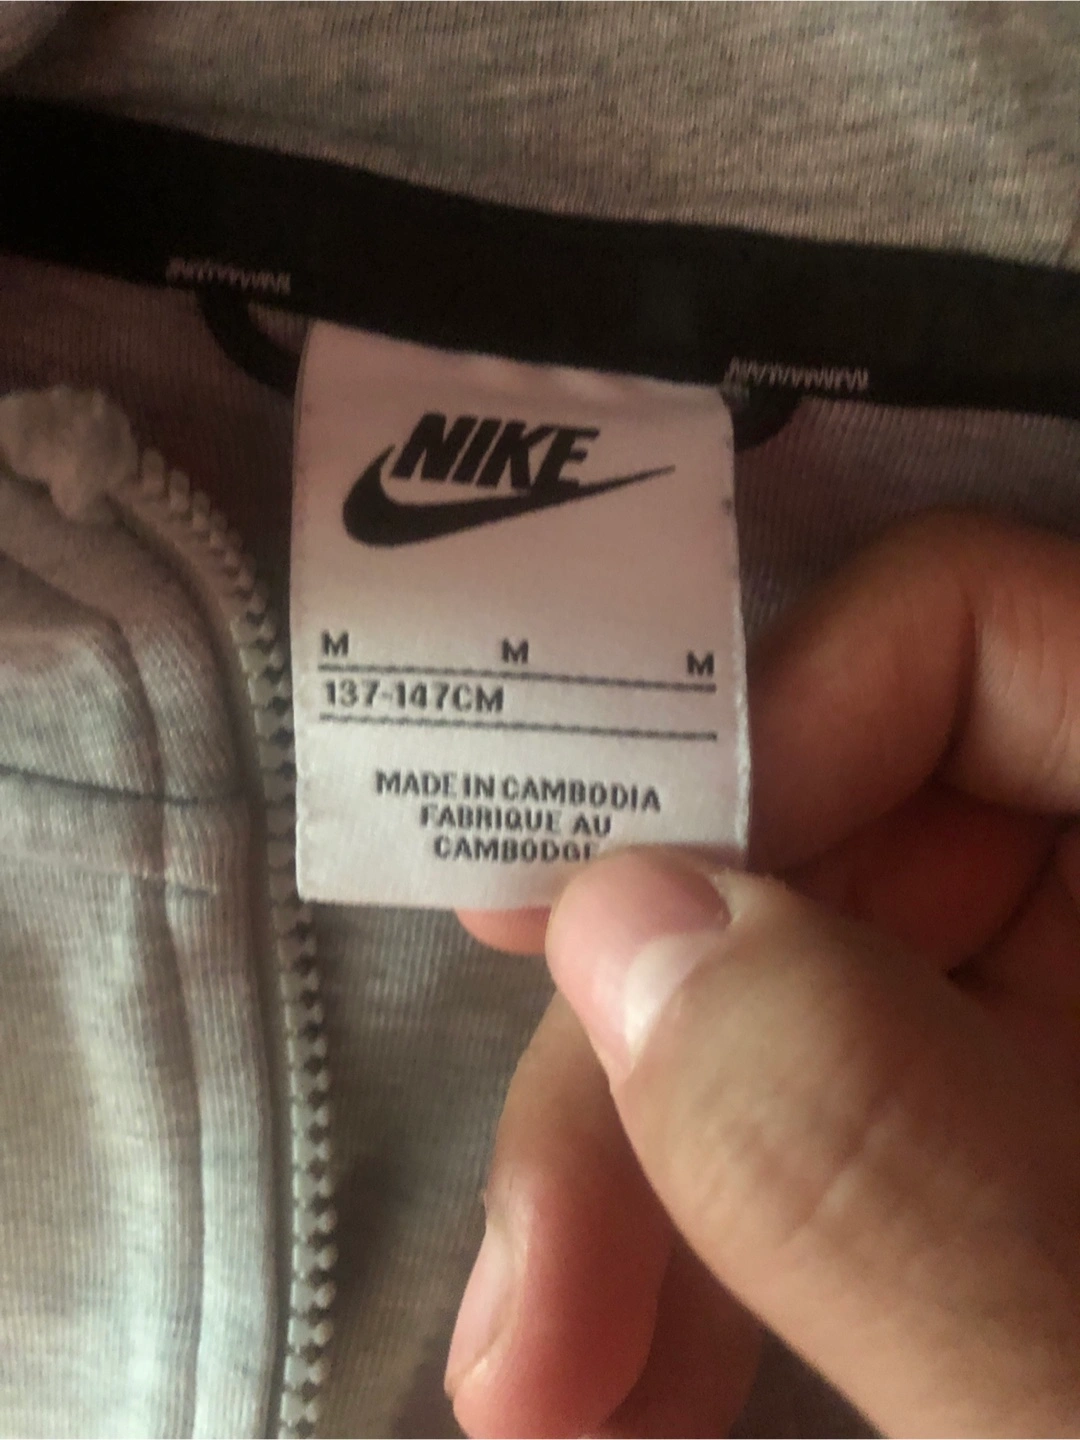 NIKE
M M M
137-147CM
MADE IN CAMBODIA
FABRIQUE AU
CAMBODGE